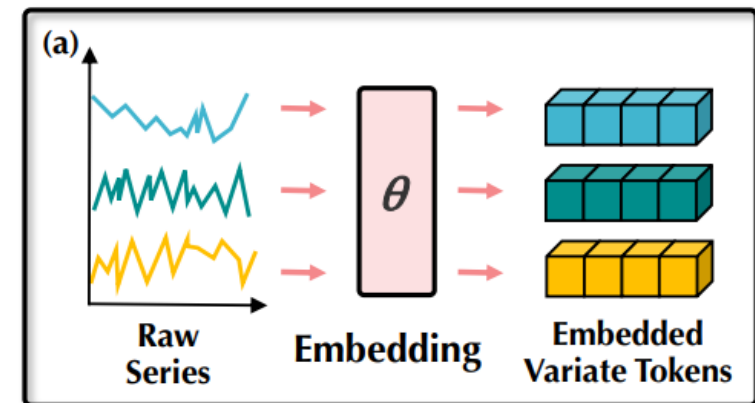 (a)
θ
Raw
Series
Embedding
Embedded
Variate Tokens